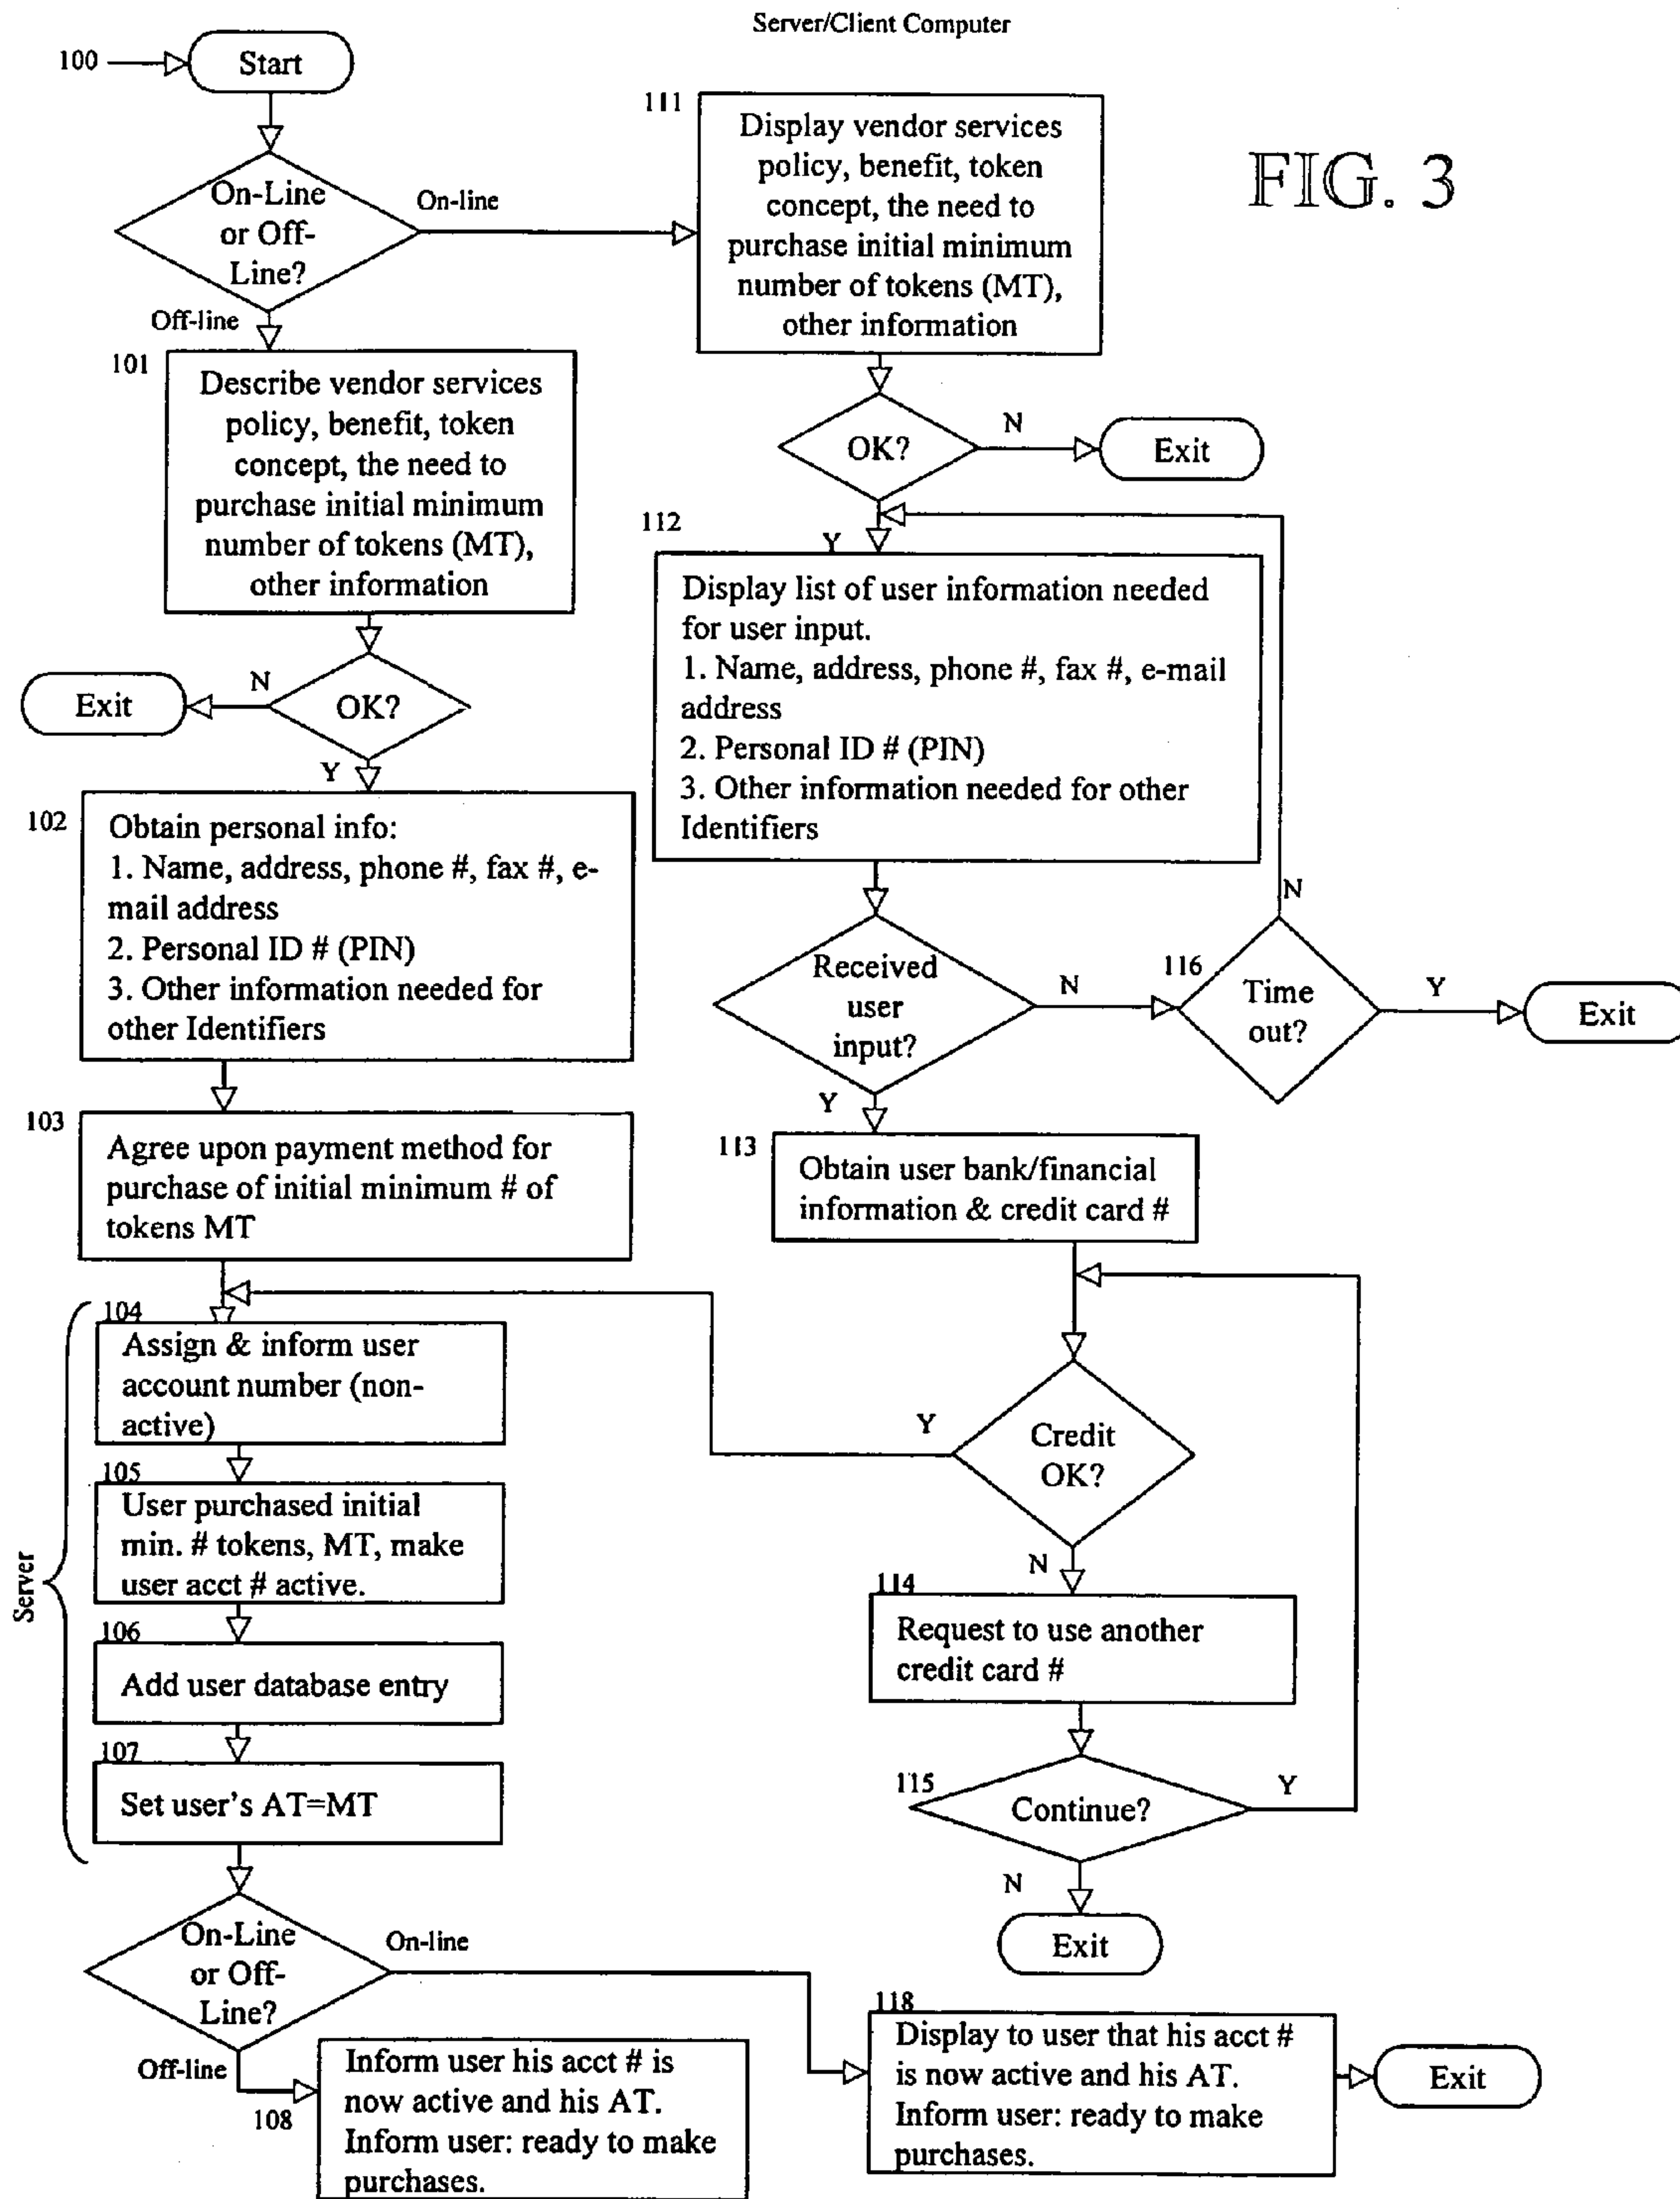 Server/Client Computer
FIG. 3
100
Start
On-Line
or Off-
Line?
On-line
Off-line
101
Describe vendor services
policy, benefit, token
concept, the need to
purchase initial minimum
number of tokens (MT),
other information
OK?
N
Exit
Y
102
Obtain personal info:
1. Name, address, phone #, fax #, e-
mail address
2. Personal ID # (PIN)
3. Other information needed for
other Identifiers
103
Agree upon payment method for
purchase of initial minimum # of
tokens MT
111
Display vendor services
policy, benefit, token
concept, the need to
purchase initial minimum
number of tokens (MT),
other information
OK?
N
Exit
Y
112
Display list of user information needed
for user input.
1. Name, address, phone #, fax #, e-mail
address
2. Personal ID # (PIN)
3. Other information needed for other
Identifiers
Received
user
input?
N
116
Time
out?
N
Y
Exit
Y
113
Obtain user bank/financial
information & credit card #
Credit
OK?
Y
N
114
Request to use another
credit card #
115
Continue?
Y
N
Exit
Server
104
Assign & inform user
account number (non-
active)
105
User purchased initial
min. # tokens, MT, make
user acct # active.
106
Add user database entry
107
Set user's AT=MT
On-Line
or Off-
Line?
On-line
Off-line
108
Inform user his acct # is
now active and his AT.
Inform user: ready to make
purchases.
118
Display to user that his acct #
is now active and his AT.
Inform user: ready to make
purchases.
Exit